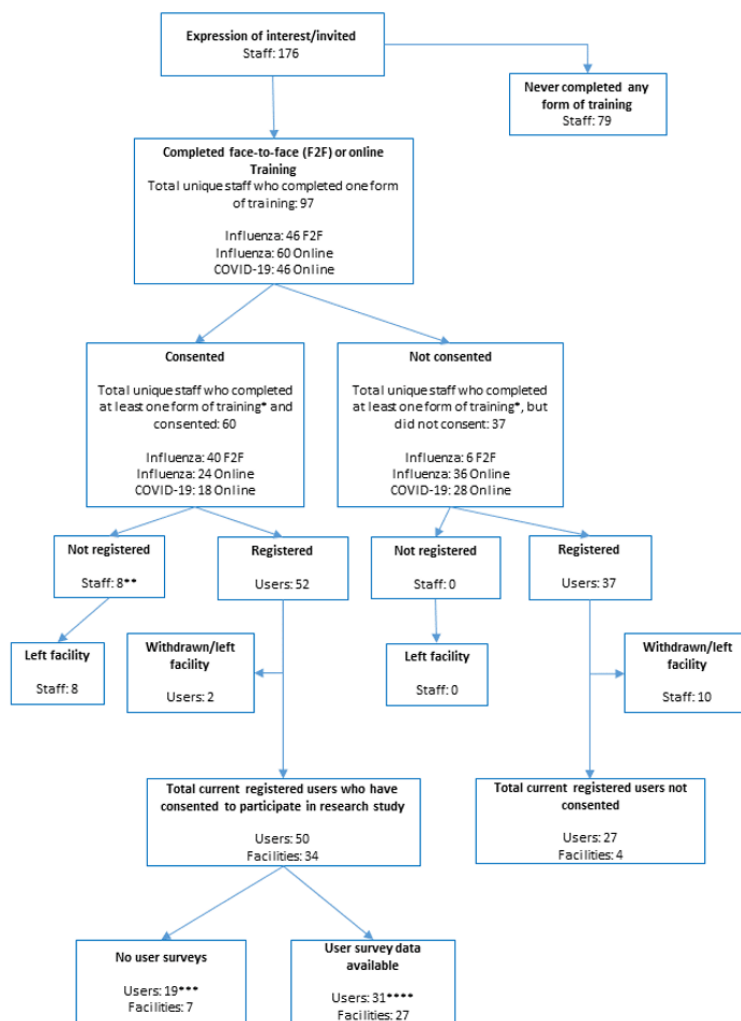 Expression of interest/invited
Staff: 176
Never completed any
form of training
Staff: 79
Completed face-to-face (F2F) or online
Training
Total unique staff who completed one form
of training: 97
Influenza: 46 F2F
Influenza: 60 Online
COVID-19: 46 Online
Consented
Total unique staff who completed
at least one form of training* and
consented: 60
Influenza: 40 F2F
Influenza: 24 Online
COVID-19: 18 Online
Not consented
Total unique staff who completed
at least one form of training*, but
did not consent: 37
Influenza: 6 F2F
Influenza: 36 Online
COVID-19: 28 Online
Not registered
Staff: 8**
Registered
Users: 52
Not registered
Staff: 0
Registered
Users: 37
Left facility
Staff: 8
Withdrawn/left
facility
Users: 2
Left facility
Staff: 0
Withdrawn/left
facility
Staff: 10
Total current registered users who have
consented to participate in research study
Users: 50
Facilities: 34
Total current registered users not
consented
Users: 27
Facilities: 4
No user surveys
Users: 19***
Facilities: 7
User survey data
available
Users: 31****
Facilities: 27